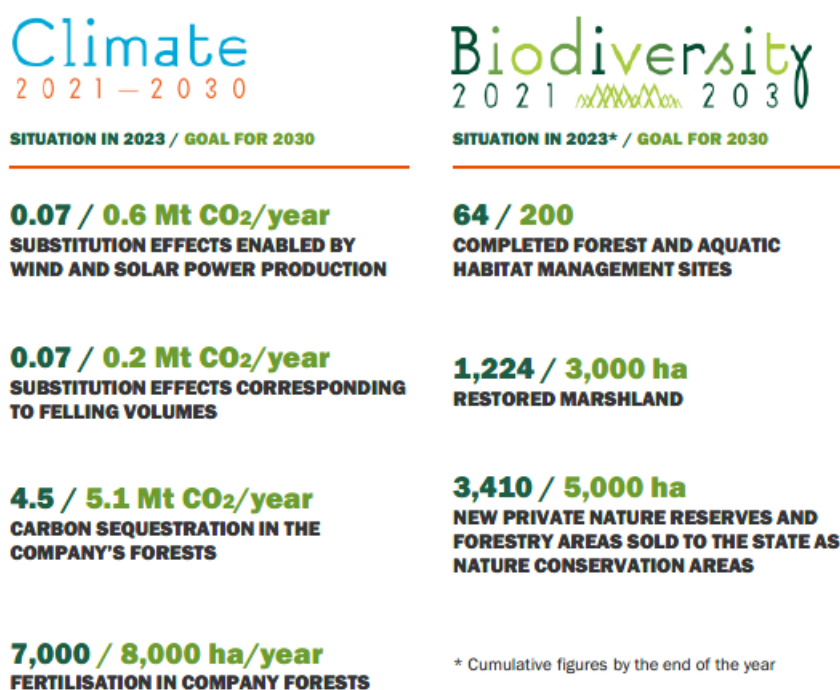 Climate
2021—2030
SITUATION IN 2023 / GOAL FOR 2030
0.07 / 0.6 Mt CO2/year
SUBSTITUTION EFFECTS ENABLED BY
WIND AND SOLAR POWER PRODUCTION
0.07 / 0.2 Mt CO2/year
SUBSTITUTION EFFECTS CORRESPONDING
TO FELLING VOLUMES
4.5 / 5.1 Mt CO2/year
CARBON SEQUESTRATION IN THE
COMPANY'S FORESTS
7,000 / 8,000 ha/year
FERTILISATION IN COMPANY FORESTS
Biodiversity
2021 203
SITUATION IN 2023* / GOAL FOR 2030
64 / 200
COMPLETED FOREST AND AQUATIC
HABITAT MANAGEMENT SITES
1,224 / 3,000 ha
RESTORED MARSHLAND
3,410 / 5,000 ha
NEW PRIVATE NATURE RESERVES AND
FORESTRY AREAS SOLD TO THE STATE AS
NATURE CONSERVATION AREAS
* Cumulative figures by the end of the year